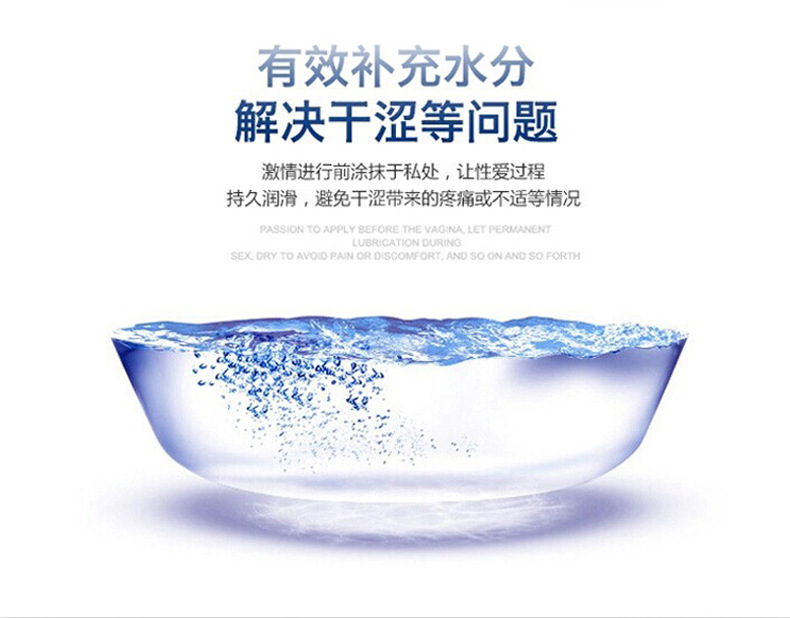 有效补充水分
解决干涩等问题
激情进行前涂抹于私处，让性爱过程
持久润滑，避免干涩带来的疼痛或不适等情况
PASSION TO APPLY BEFORE THE VAGINA, LET PERMANENT
LUBRICATION DURING
SEX, DRY TO AVOID PAIN OR DISCOMFORT, AND SO ON AND SO FORTH